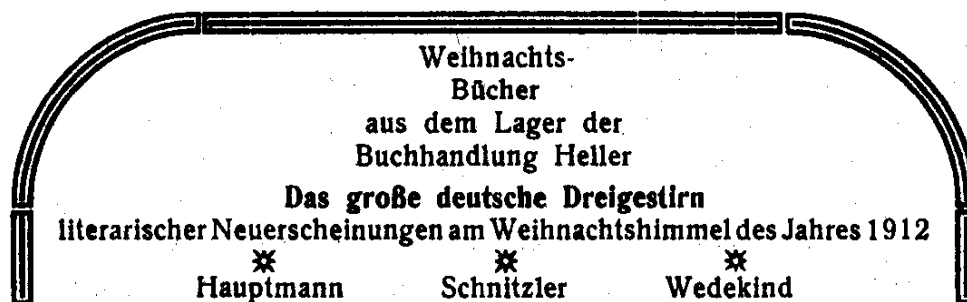 Weihnachts-
Bücher
aus dem Lager der
Buchhandlung Heller
Das große deutsche Dreigestirn
literarischer Neuerscheinungen am Weihnachtshimmel des Jahres 1912
Hauptmann Schnitzler Wedekind